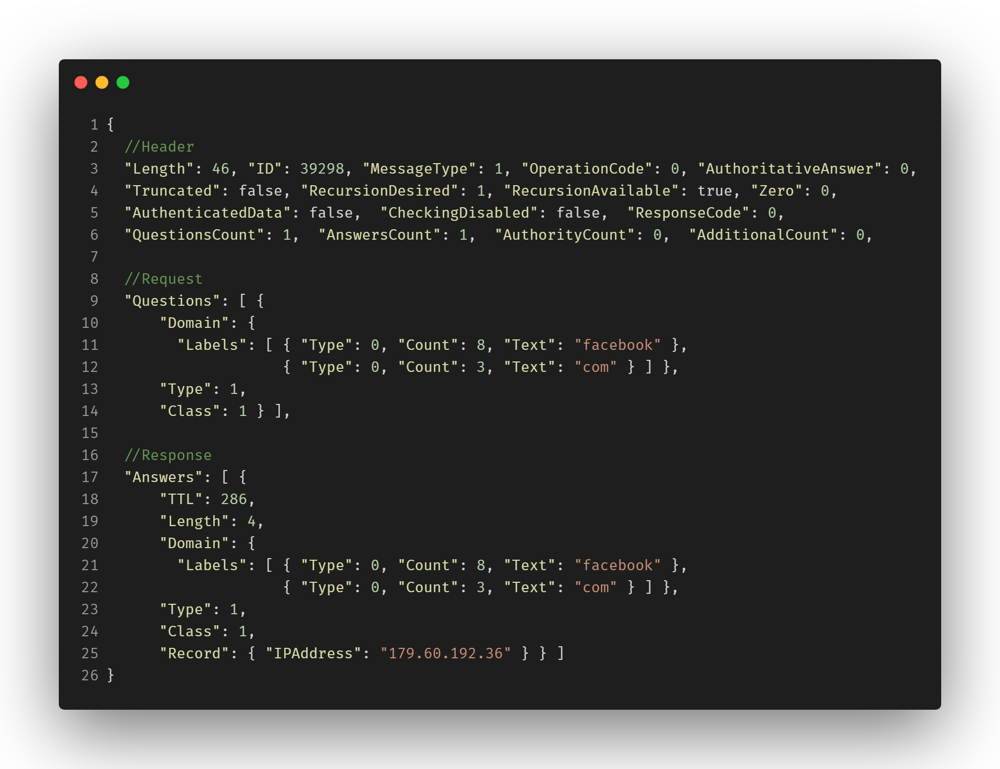 1 {
2   //Header
3   "Length": 46, "ID": 39298, "MessageType": 1, "OperationCode": 0, "AuthoritativeAnswer": 0,
4   "Truncated": false, "RecursionDesired": 1, "RecursionAvailable": true, "Zero": 0,
5   "AuthenticatedData": false,  "CheckingDisabled": false,  "ResponseCode": 0,
6   "QuestionsCount": 1,  "AnswersCount": 1,  "AuthorityCount": 0,  "AdditionalCount": 0,
7
8   //Request
9   "Questions": [ {
10       "Domain": {
11         "Labels": [ { "Type": 0, "Count": 8, "Text": "facebook" },
12                     { "Type": 0, "Count": 3, "Text": "com" } ] },
13       "Type": 1,
14       "Class": 1 } ],
15
16   //Response
17   "Answers": [ {
18       "TTL": 286,
19       "Length": 4,
20       "Domain": {
21         "Labels": [ { "Type": 0, "Count": 8, "Text": "facebook" },
22                     { "Type": 0, "Count": 3, "Text": "com" } ] },
23       "Type": 1,
24       "Class": 1,
25       "Record": { "IPAddress": "179.60.192.36" } } ]
26 }